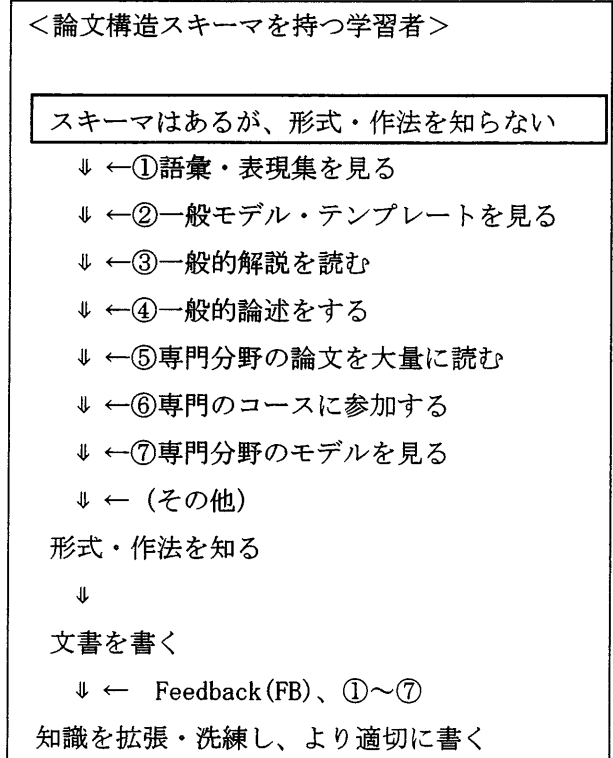 ＜論文構造スキーマを持つ学習者＞
スキーマはあるが、形式・作法を知らない
⇓ ←①語彙・表現集を見る
⇓ ←②一般モデル・テンプレートを見る
⇓ ←③一般的解説を読む
⇓ ←④一般的論述をする
⇓ ←⑤専門分野の論文を大量に読む
⇓ ←⑥専門のコースに参加する
⇓ ←⑦専門分野のモデルを見る
⇓ ←（その他）
形式・作法を知る
⇓
文書を書く
⇓ ← Feedback(FB)、①～⑦
知識を拡張・洗練し、より適切に書く